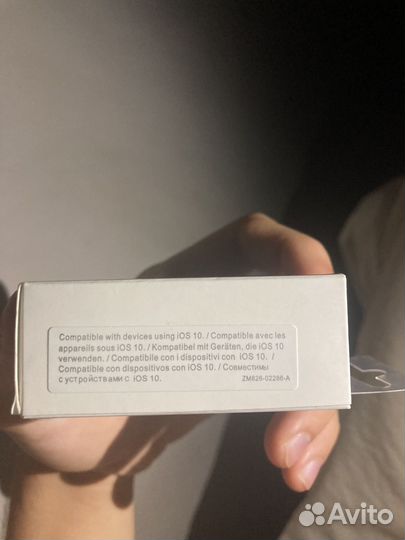 Compatible with devices using iOS 10. / Compatible avec les
appareils sous iOS 10. / Kompatibel mit Geräten, die iOS 10
verwenden. / Compatibile con i dispositivi con iOS 10. /
Compatible con dispositivos con iOS 10. / Совместимы
с устройствами с iOS 10.
ZM826-02286-A
Avito